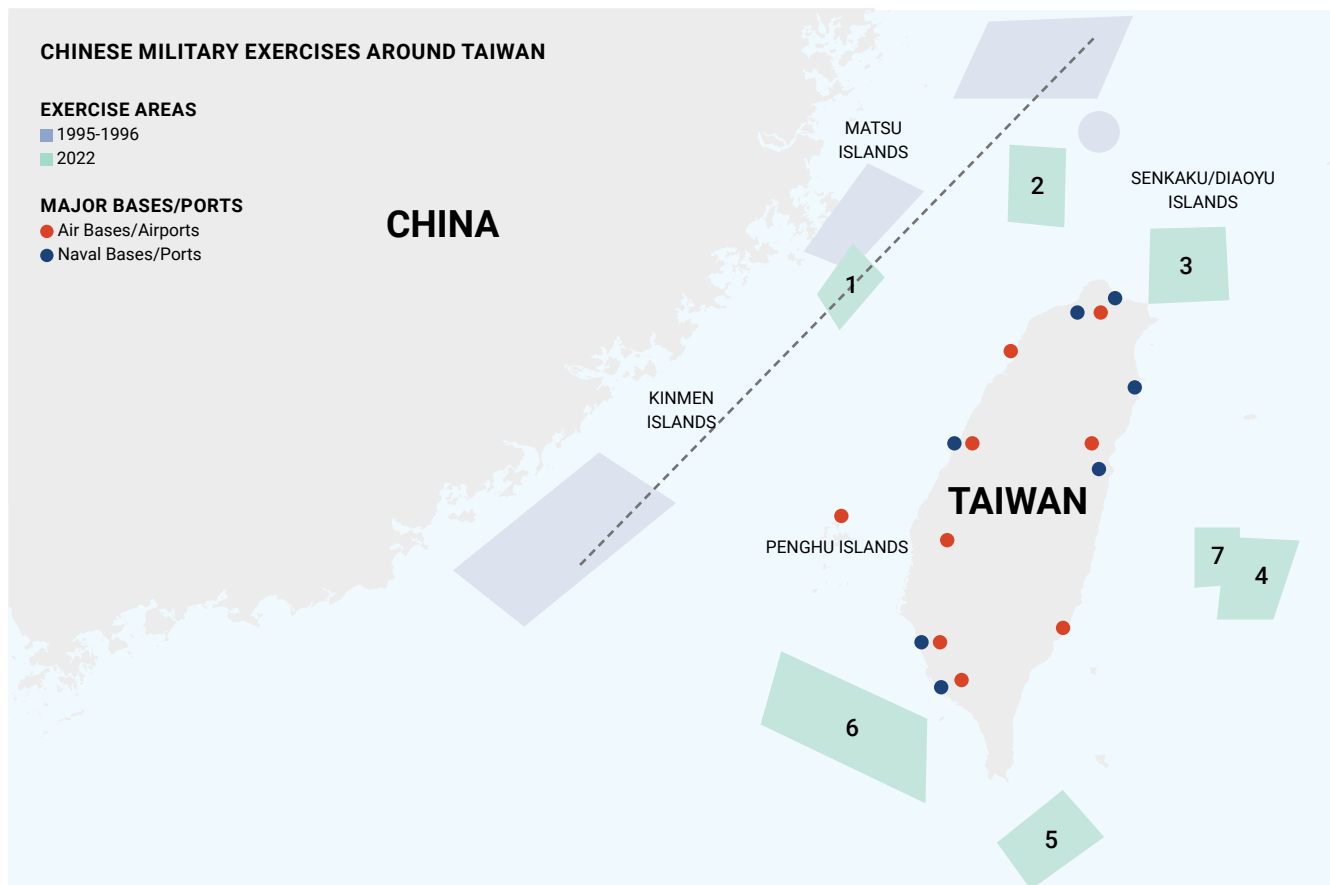 CHINESE MILITARY EXERCISES AROUND TAIWAN
EXERCISE AREAS
1995-1996
2022
MAJOR BASES/PORTS
Air Bases/Airports
Naval Bases/Ports
CHINA
MATSU
ISLANDS
2
SENKAKU/DIAOYU
ISLANDS
3
1
KINMEN
ISLANDS
TAIWAN
PENGHU ISLANDS
7
4
6
5